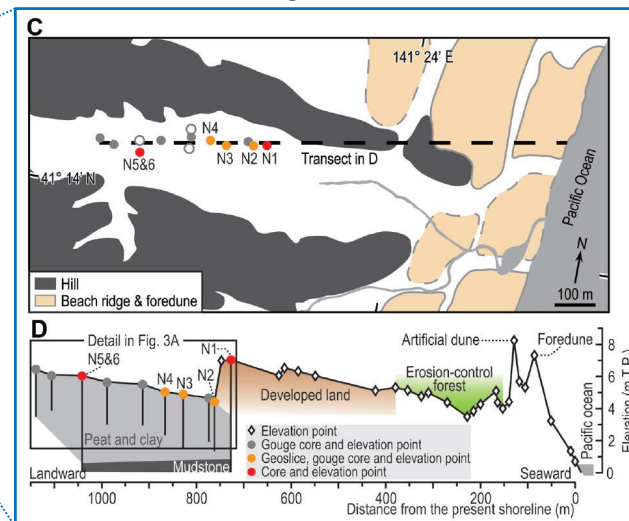 C
141° 24' E
N4
N5&6
N3
N2
N1
Transect in D
41° 14' N
Pacific Ocean
N
100 m
Hill
Beach ridge & foredune
D
Detail in Fig. 3A
N5&6
N1
N4
N3
N2
Peat and clay
Mudstone
Developed land
Erosion-control
forest
Artificial dune
Foredune
8
6
4
2
0
Elevation (m T.P.)
Pacific ocean
Elevation point
Gouge core and elevation point
Geoslice, gouge core and elevation point
Core and elevation point
Landward
Seaward
1000
800
600
400
200
0
Distance from the present shoreline (m)